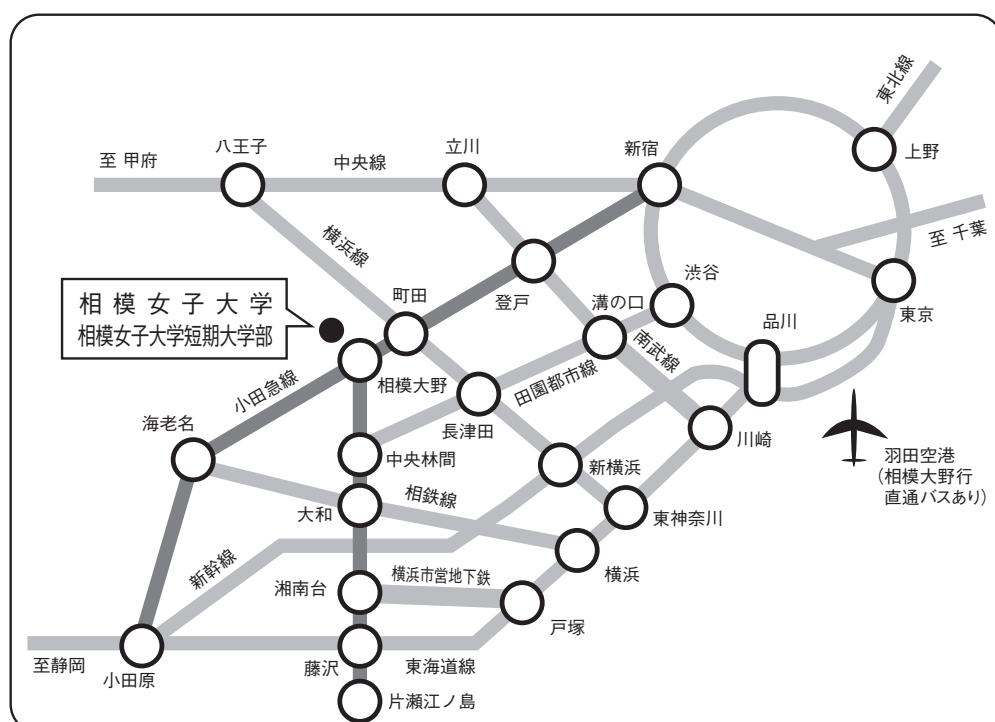 東北線
上野
新宿
立川
八王子
至 甲府
中央線
至 千葉
横浜線
渋谷
町田
登戸
溝の口
品川
東京
相模女子大学
相模女子大学短期大学部
南武線
田園都市線
小田急線
相模大野
長津田
海老名
川崎
羽田空港
(相模大野行
直通バスあり)
中央林間
新横浜
相鉄線
大和
東神奈川
新幹線
横浜
横浜市営地下鉄
湘南台
戸塚
至静岡
小田原
藤沢
東海道線
片瀬江ノ島